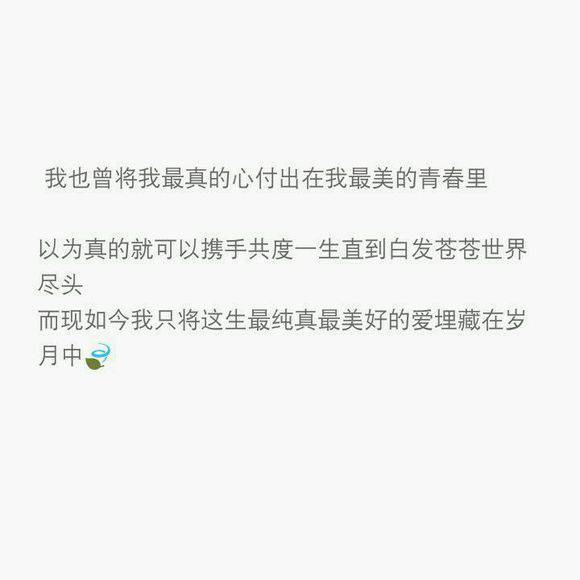 我也曾将我最真的心付出在我最美的青春里
以为真的就可以携手共度一生直到白发苍苍世界
尽头
而现如今我只将这生最纯真最美好的爱埋藏在岁
月中🍃